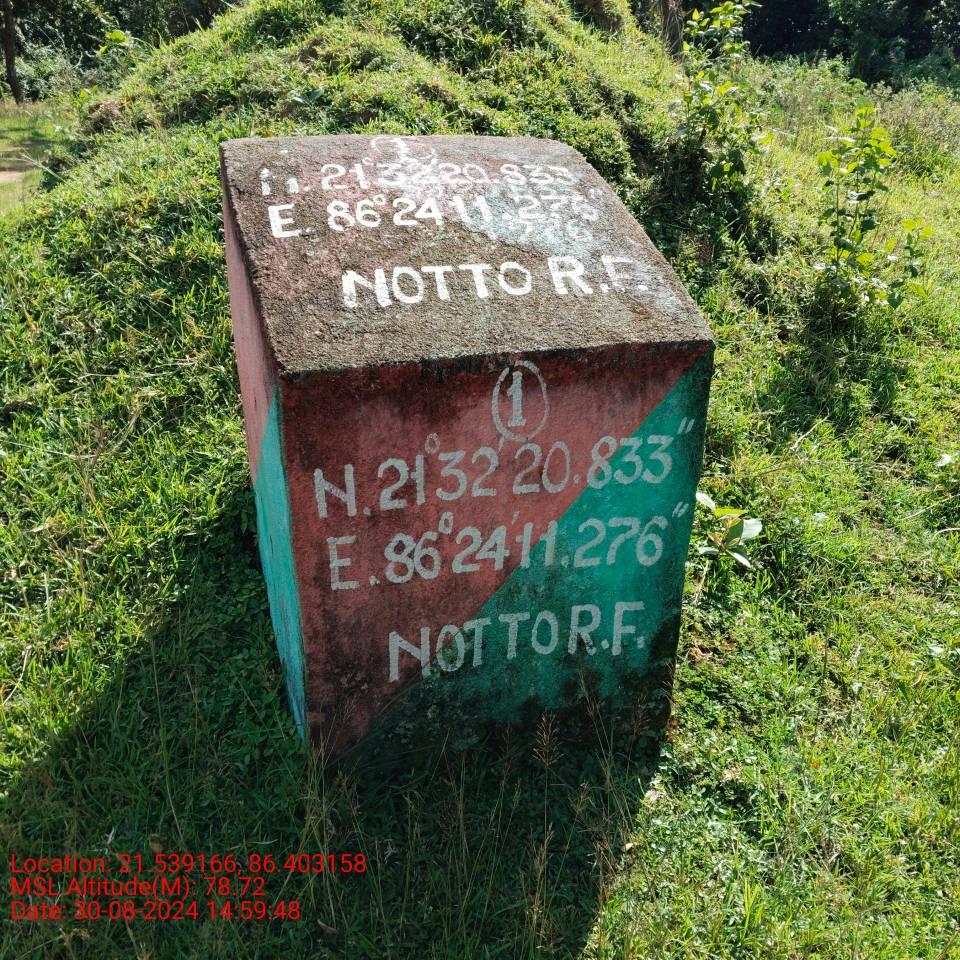 1
N. 21°32'20.833"
E. 86°24'11.276"
NOTTO R.F.
1
N. 21°32'20.833"
E. 86°24'11.276"
NOTTO R.F.
Location: 21.539166, 86.403158
MSL Altitude(M): 78.72
Date: 30-08-2024 14:59:48